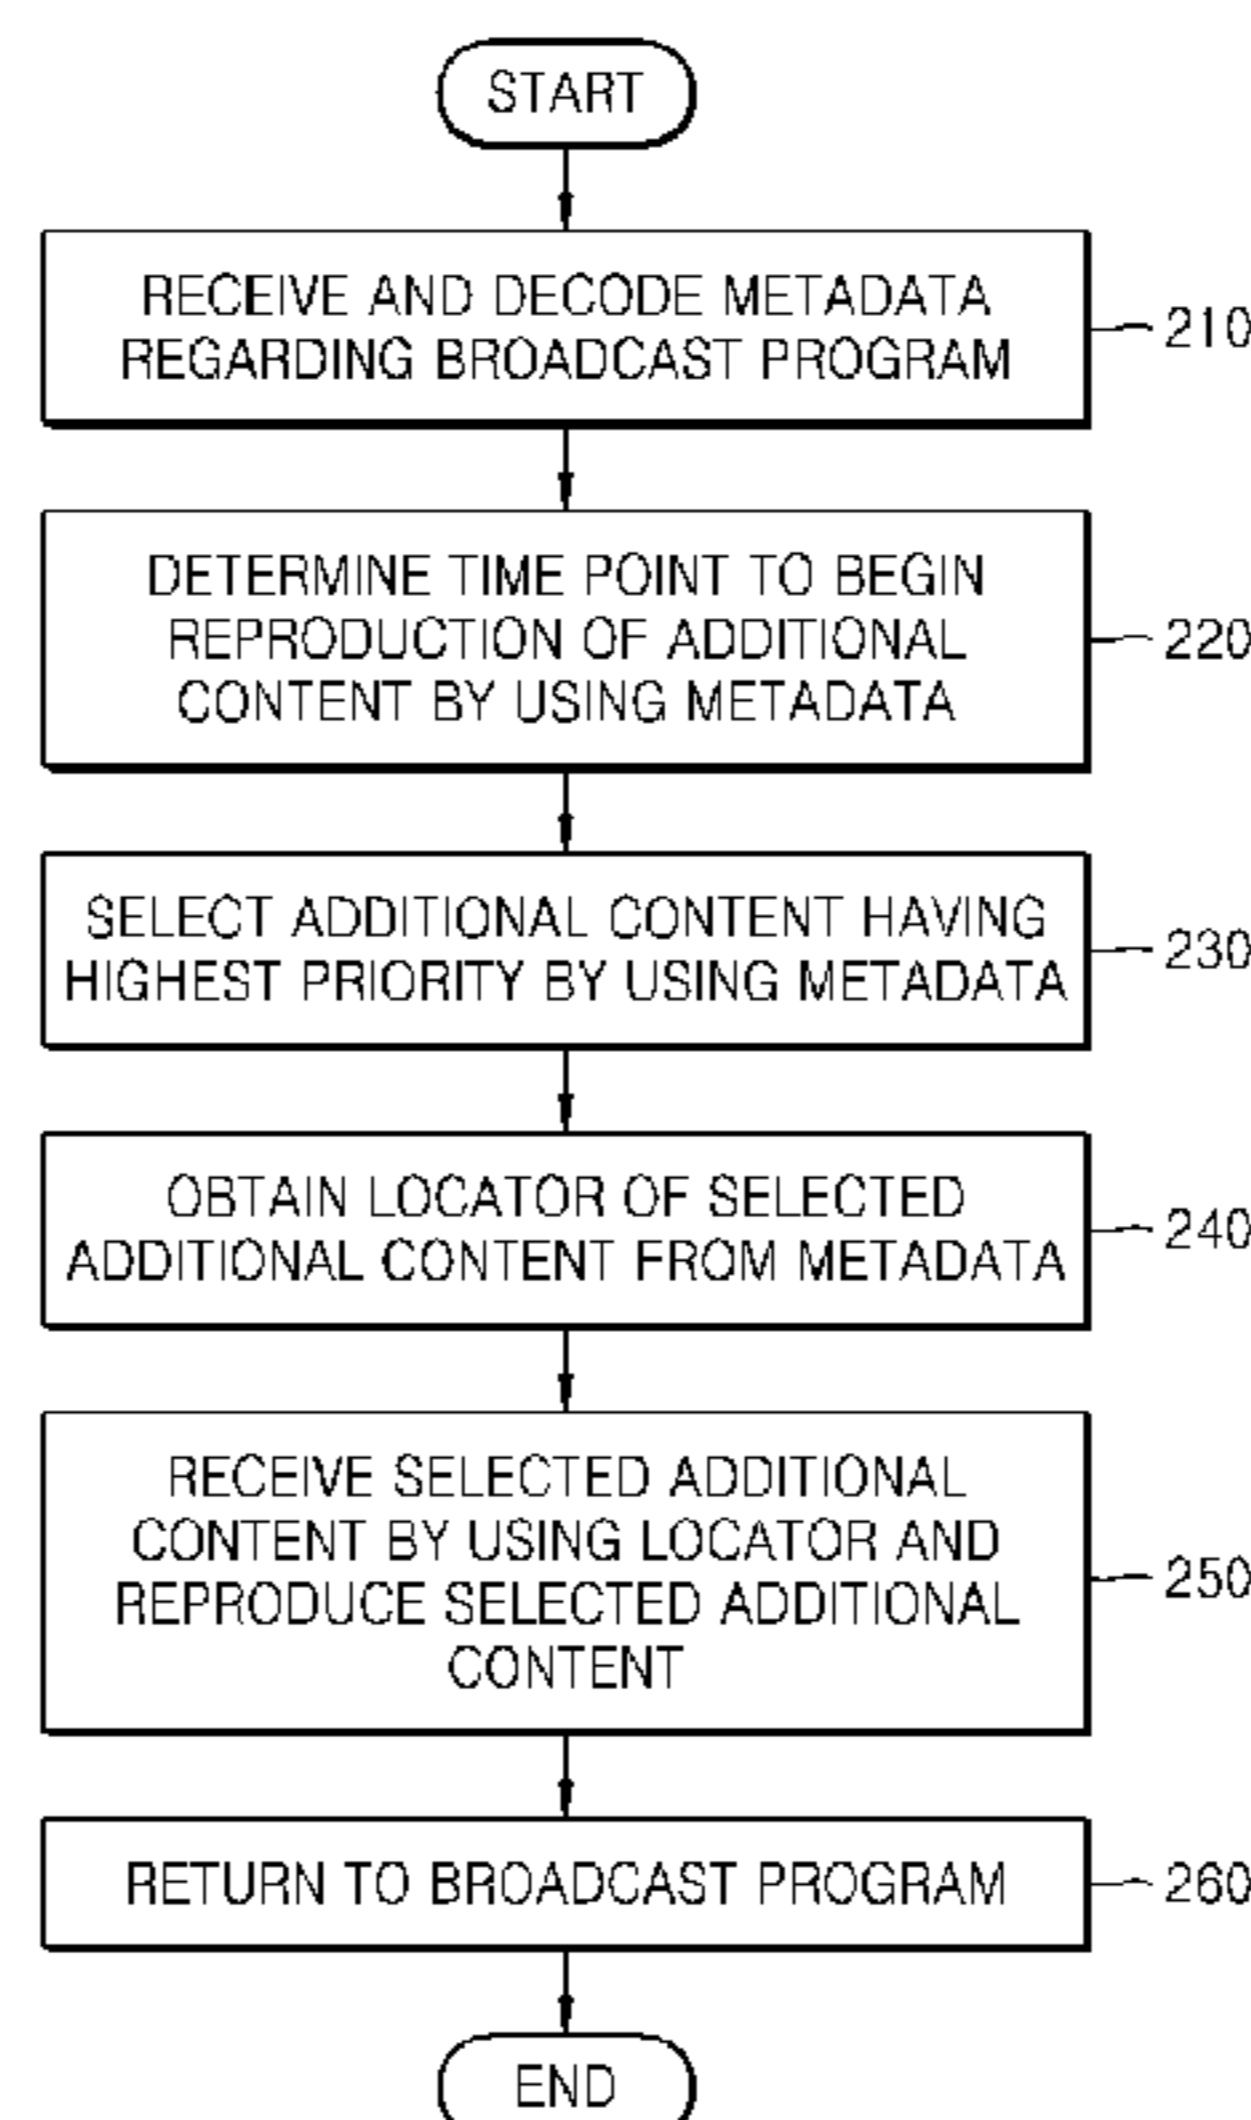 START
RECEIVE AND DECODE METADATA
REGARDING BROADCAST PROGRAM
210
DETERMINE TIME POINT TO BEGIN
REPRODUCTION OF ADDITIONAL
CONTENT BY USING METADATA
220
SELECT ADDITIONAL CONTENT HAVING
HIGHEST PRIORITY BY USING METADATA
230
OBTAIN LOCATOR OF SELECTED
ADDITIONAL CONTENT FROM METADATA
240
RECEIVE SELECTED ADDITIONAL
CONTENT BY USING LOCATOR AND
REPRODUCE SELECTED ADDITIONAL
CONTENT
250
RETURN TO BROADCAST PROGRAM
260
END